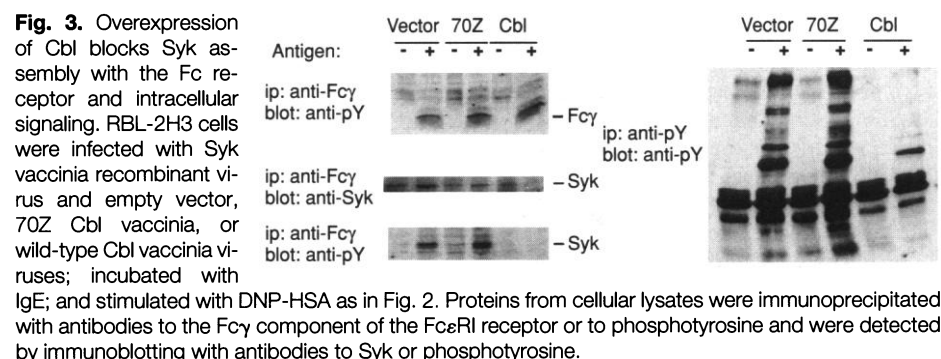 Fig. 3. Overexpression
of Cbl blocks Syk as-
sembly with the Fc re-
ceptor and intracellular
signaling. RBL-2H3 cells
were infected with Syk
vaccinia recombinant vi-
rus and empty vector,
70Z Cbl vaccinia, or
wild-type Cbl vaccinia vi-
ruses; incubated with
IgE; and stimulated with DNP-HSA as in Fig. 2. Proteins from cellular lysates were immunoprecipitated
with antibodies to the Fcγ component of the FcεRI receptor or to phosphotyrosine and were detected
by immunoblotting with antibodies to Syk or phosphotyrosine.
Vector 70Z Cbl
Antigen: - + - + - +
ip: anti-Fcγ
blot: anti-pY
– Fcγ
ip: anti-Fcγ
blot: anti-Syk
– Syk
ip: anti-Fcγ
blot: anti-pY
– Syk
Vector 70Z Cbl
- + - + - +
ip: anti-pY
blot: anti-pY